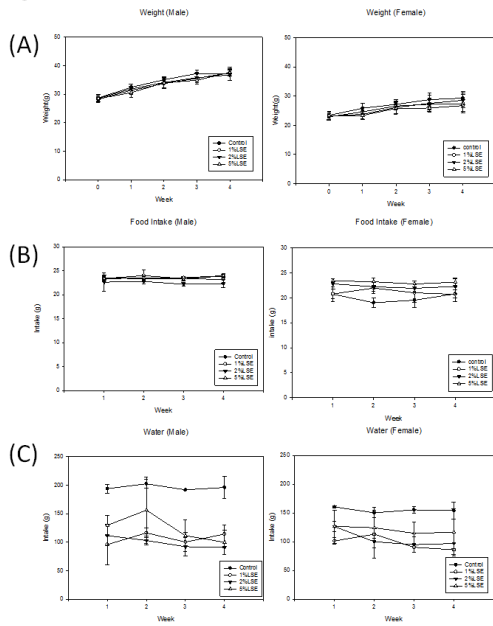 Weight (Male)
Weight (Female)
(A)
Weight(g)
50
40
30
20
10
0
Control
1%LSE
2%LSE
5%LSE
0 1 2 3 4
Week
Weight(g)
50
40
30
20
10
0
control
1%LSE
2%LSE
5%LSE
0 1 2 3 4
Week
(B)
Food Intake (Male)
Food Intake (Female)
Intake (g)
30
25
20
15
10
5
0
Control
1%LSE
2%LSE
5%LSE
1 2 3 4
Week
Intake (g)
30
25
20
15
10
5
0
control
1%LSE
2%LSE
5%LSE
1 2 3 4
Week
(C)
Water (Male)
Water (Female)
Intake (g)
250
200
150
100
50
0
Control
1%LSE
2%LSE
5%LSE
1 2 3 4
Week
Intake (g)
250
200
150
100
50
0
Control
1%LSE
2%LSE
5%LSE
1 2 3 4
Week